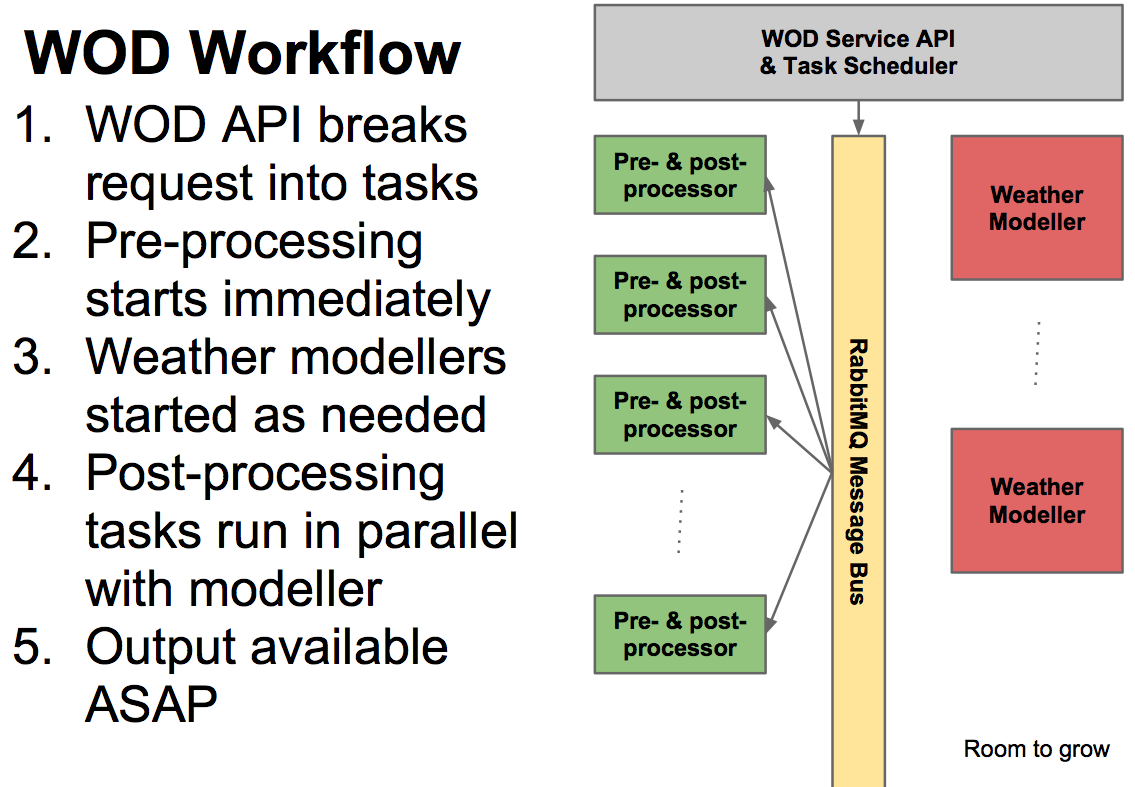 WOD Workflow
1. WOD API breaks
request into tasks
2. Pre-processing
starts immediately
3. Weather modellers
started as needed
4. Post-processing
tasks run in parallel
with modeller
5. Output available
ASAP
WOD Service API
& Task Scheduler
Pre- & post-
processor
Pre- & post-
processor
Pre- & post-
processor
Pre- & post-
processor
RabbitMQ Message Bus
Weather
Modeller
Weather
Modeller
Room to grow